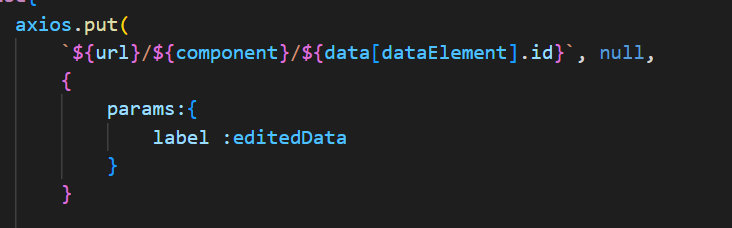 axios.put(
`${url}/${component}/${data[dataElement].id}`, null,
{
params:{
label :editedData
}
}